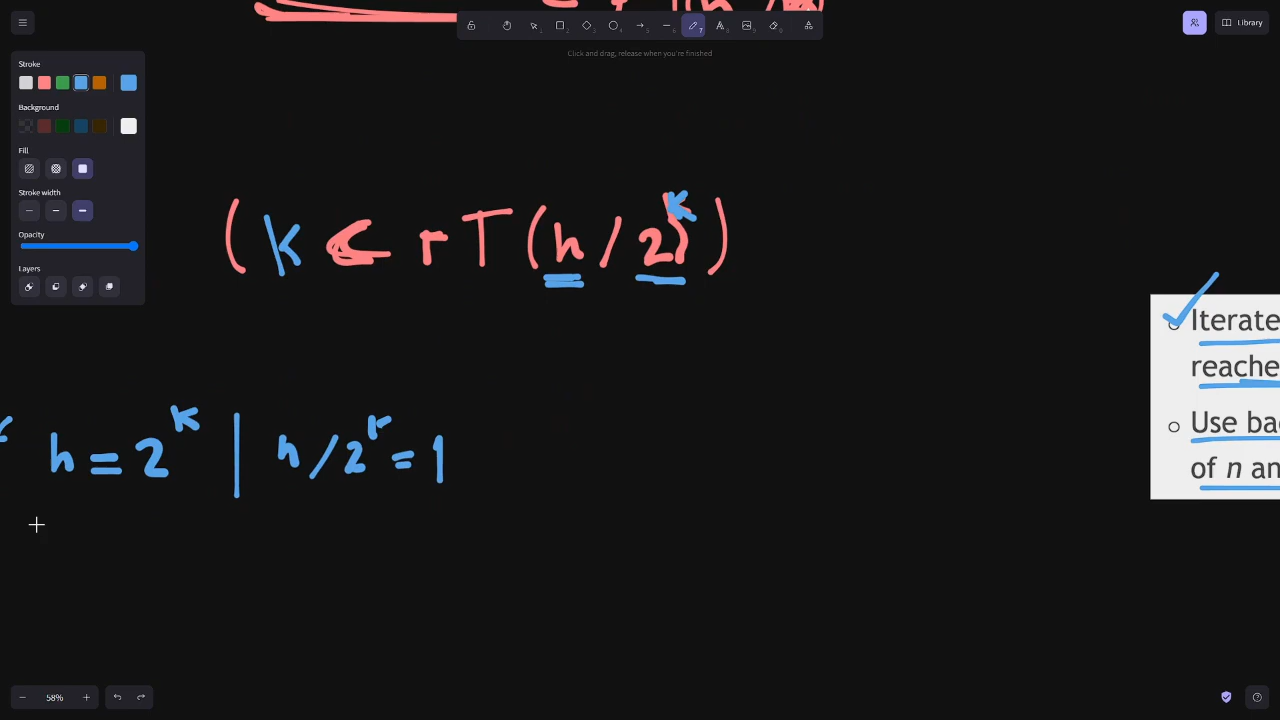 Library
Click and drag, release when you're finished
Stroke
Background
Fill
Stroke width
Opacity
Layers
( K C r T ( n / 2^K ) )
Iterate
reache
Use ba
of n an
n = 2^K | n / 2^K = 1
58%